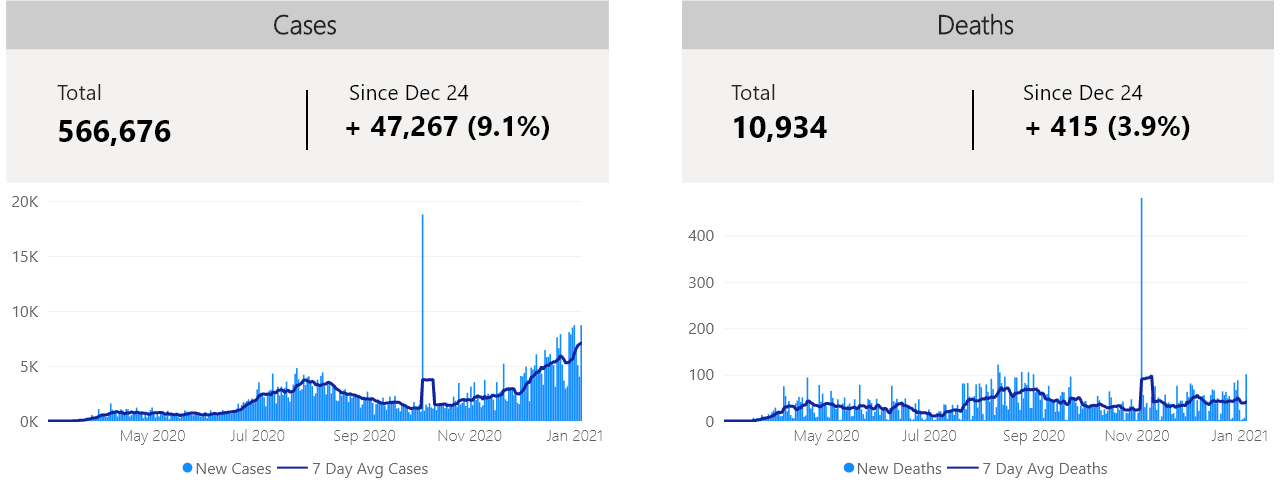 Cases
Total
Since Dec 24
566,676
+ 47,267 (9.1%)
20K
15K
10K
5K
0K
May 2020
Jul 2020
Sep 2020
Nov 2020
Jan 2021
New Cases
7 Day Avg Cases
Deaths
Total
Since Dec 24
10,934
+ 415 (3.9%)
400
300
200
100
0
May 2020
Jul 2020
Sep 2020
Nov 2020
Jan 2021
New Deaths
7 Day Avg Deaths